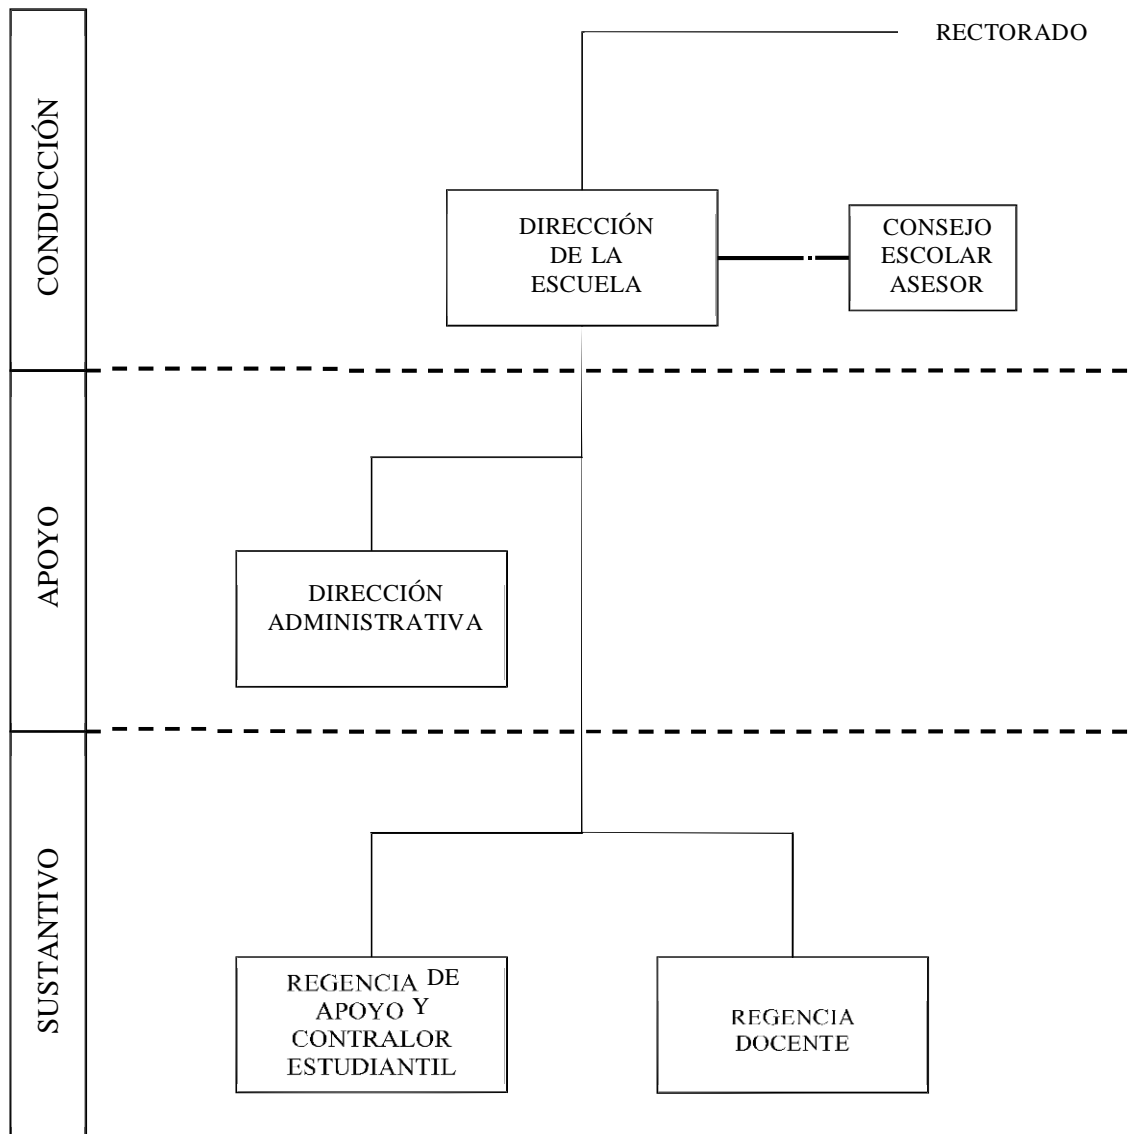 CONDUCCIÓN
RECTORADO
DIRECCIÓN
DE LA
ESCUELA
CONSEJO
ESCOLAR
ASESOR
APOYO
DIRECCIÓN
ADMINISTRATIVA
SUSTANTIVO
REGENCIA DE
APOYO Y
CONTRALOR
ESTUDIANTIL
REGENCIA
DOCENTE